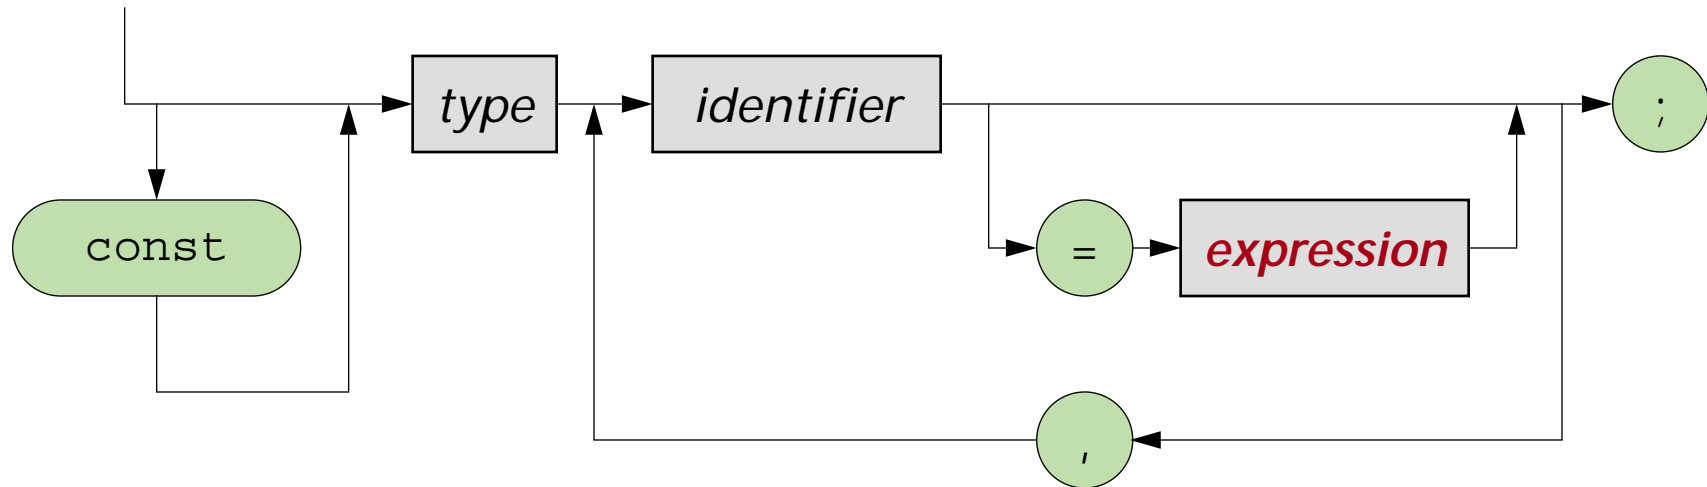 type identifier ;
const = expression
,